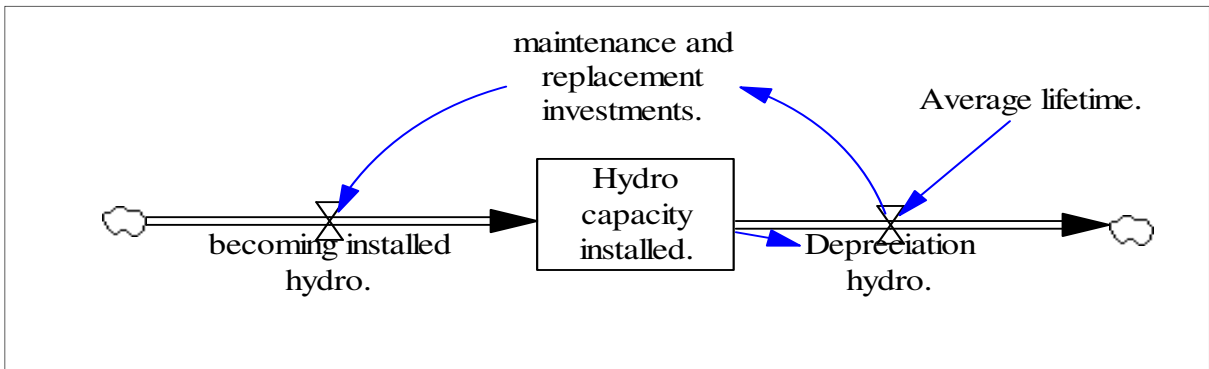 maintenance and
replacement
investments.
Average lifetime.
Hydro
capacity
installed.
becoming installed
hydro.
Depreciation
hydro.